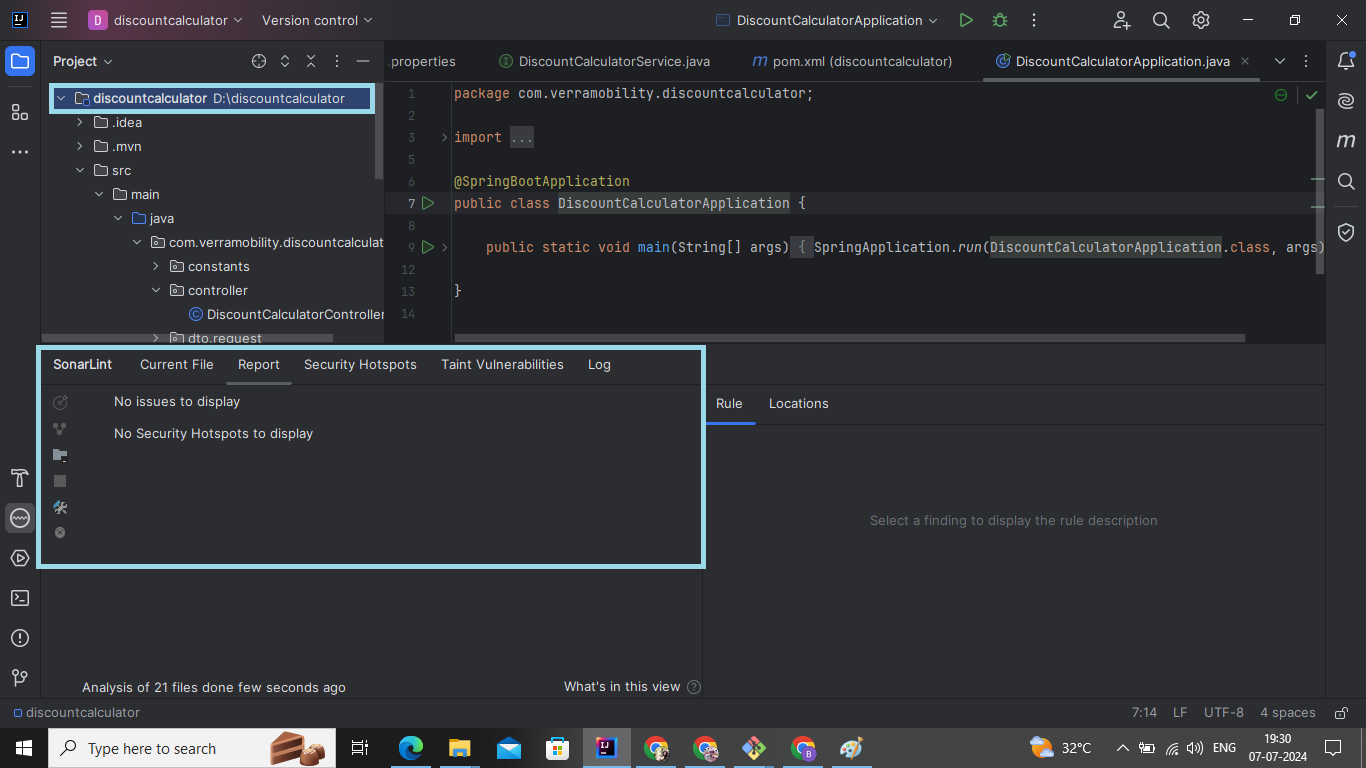 D discountcalculator Version control DiscountCalculatorApplication
Project
.properties DiscountCalculatorService.java pom.xml (discountcalculator) DiscountCalculatorApplication.java
discountcalculator D:\discountcalculator
.idea
.mvn
src
main
java
com.verramobility.discountcalculat
constants
controller
DiscountCalculatorController
dto.request
1 package com.verramobility.discountcalculator;
2
3 import ...
5
6 @SpringBootApplication
7 public class DiscountCalculatorApplication {
8
9 public static void main(String[] args) { SpringApplication.run(DiscountCalculatorApplication.class, args)
12
13 }
14
SonarLint Current File Report Security Hotspots Taint Vulnerabilities Log
No issues to display
No Security Hotspots to display
Rule Locations
Select a finding to display the rule description
Analysis of 21 files done few seconds ago What's in this view ?
discountcalculator 7:14 LF UTF-8 4 spaces
Type here to search 32°C ENG 19:30
07-07-2024